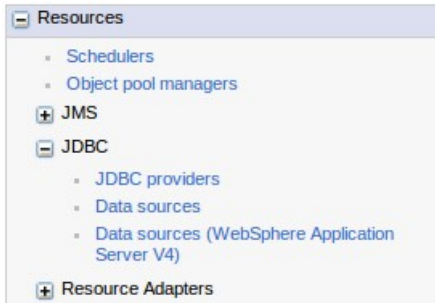 Resources
Schedulers
Object pool managers
JMS
JDBC
JDBC providers
Data sources
Data sources (WebSphere Application
Server V4)
Resource Adapters